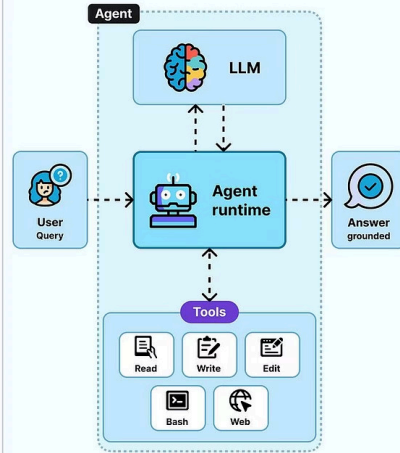 Agent
LLM
User
Query
Agent
runtime
Answer
grounded
Tools
Read
Write
Edit
Bash
Web